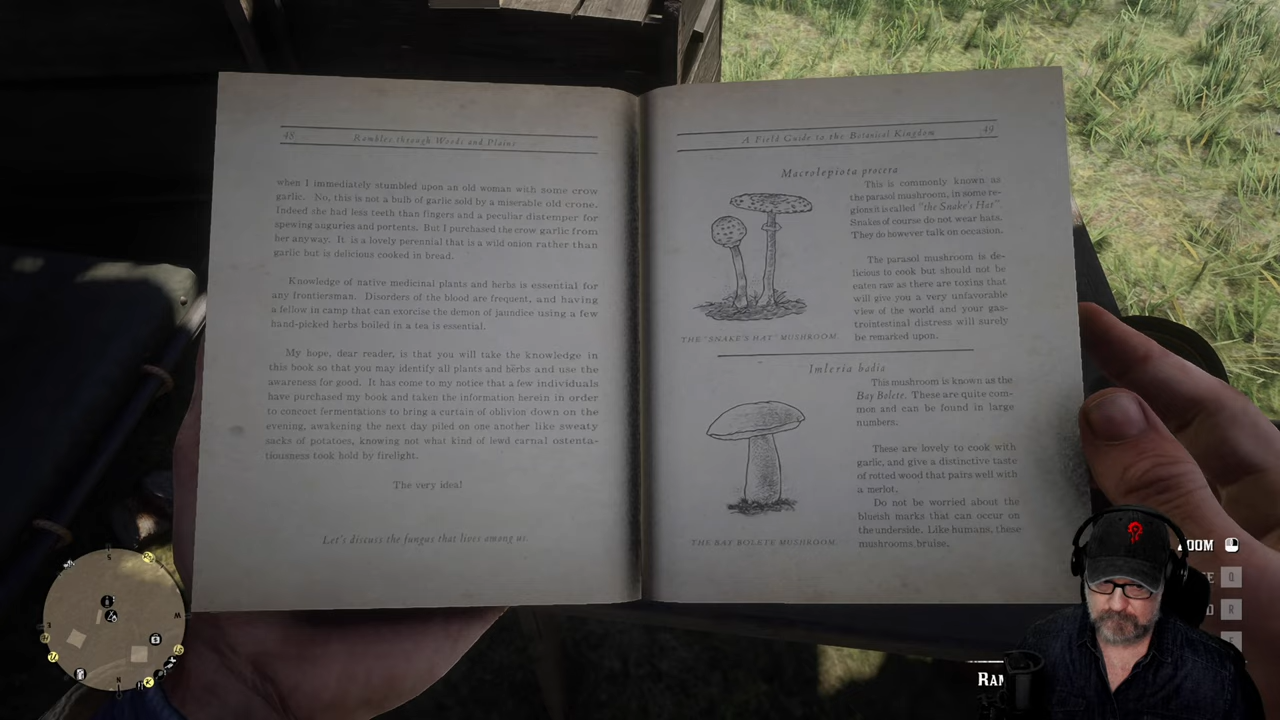 48 Rambles through Woods and Plains
when I immediately stumbled upon an old woman with some crow
garlic. No, this is not a bulb of garlic sold by a miserable old crone.
Indeed she had less teeth than fingers and a peculiar distemper for
spewing auguries and portents. But I purchased the crow garlic from
her anyway. It is a lovely perennial that is a wild onion rather than
garlic but is delicious cooked in bread.
Knowledge of native medicinal plants and herbs is essential for
any frontiersman. Disorders of the blood are frequent, and having
a fellow in camp that can exorcise the demon of jaundice using a few
hand-picked herbs boiled in a tea is essential.
My hope, dear reader, is that you will take the knowledge in
this book so that you may identify all plants and herbs and use the
awareness for good. It has come to my notice that a few individuals
have purchased my book and taken the information herein in order
to concoct fermentations to bring a curtain of oblivion down on the
evening, awakening the next day piled on one another like sweaty
sacks of potatoes, knowing not what kind of lewd carnal ostenta-
tiousness took hold by firelight.
The very idea!
Let's discuss the fungas that lives among us.
A Field Guide to the Botanical Kingdom 49
Macrolepiota procera
This is commonly known as
the parasol mushroom, in some re-
gions it is called "the Snake's Hat".
Snakes of course do not wear hats.
They do however talk on occasion.
The parasol mushroom is de-
licious to cook but should not be
eaten raw as there are toxins that
will give you a very unfavorable
view of the world and your gas-
trointestinal distress will surely
be remarked upon.
THE "SNAKE'S HAT" MUSHROOM
Imleria badia
This mushroom is known as the
Bay Bolete. These are quite com-
mon and can be found in large
numbers.
These are lovely to cook with
garlic, and give a distinctive taste
of rotted wood that pairs well with
a merlot.
Do not be worried about the
blueish marks that can occur on
the underside. Like humans, these
mushrooms bruise.
THE BAY BOLETE MUSHROOM.
Q
R